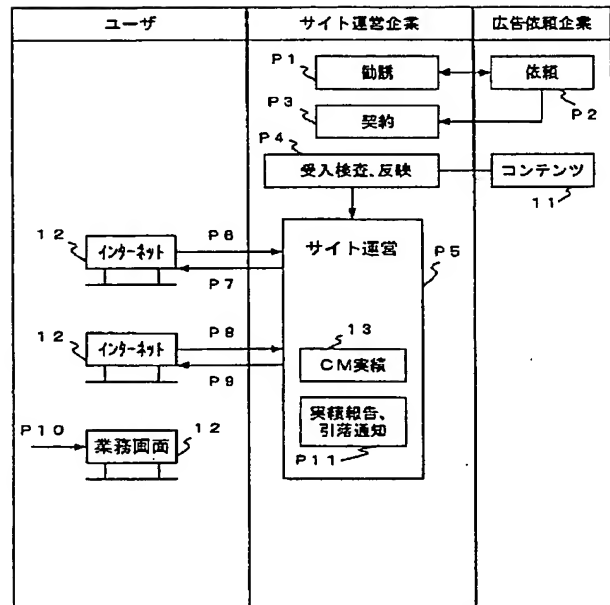 ユーザ
サイト運営企業
広告依頼企業
P1
勧誘
依頼
P2
P3
契約
P4
受入検査、反映
コンテンツ
11
サイト運営
P5
12
インターネット
P6
P7
12
インターネット
P8
P9
13
CM実績
実績報告、
引落通知
P11
P10
業務画面
12